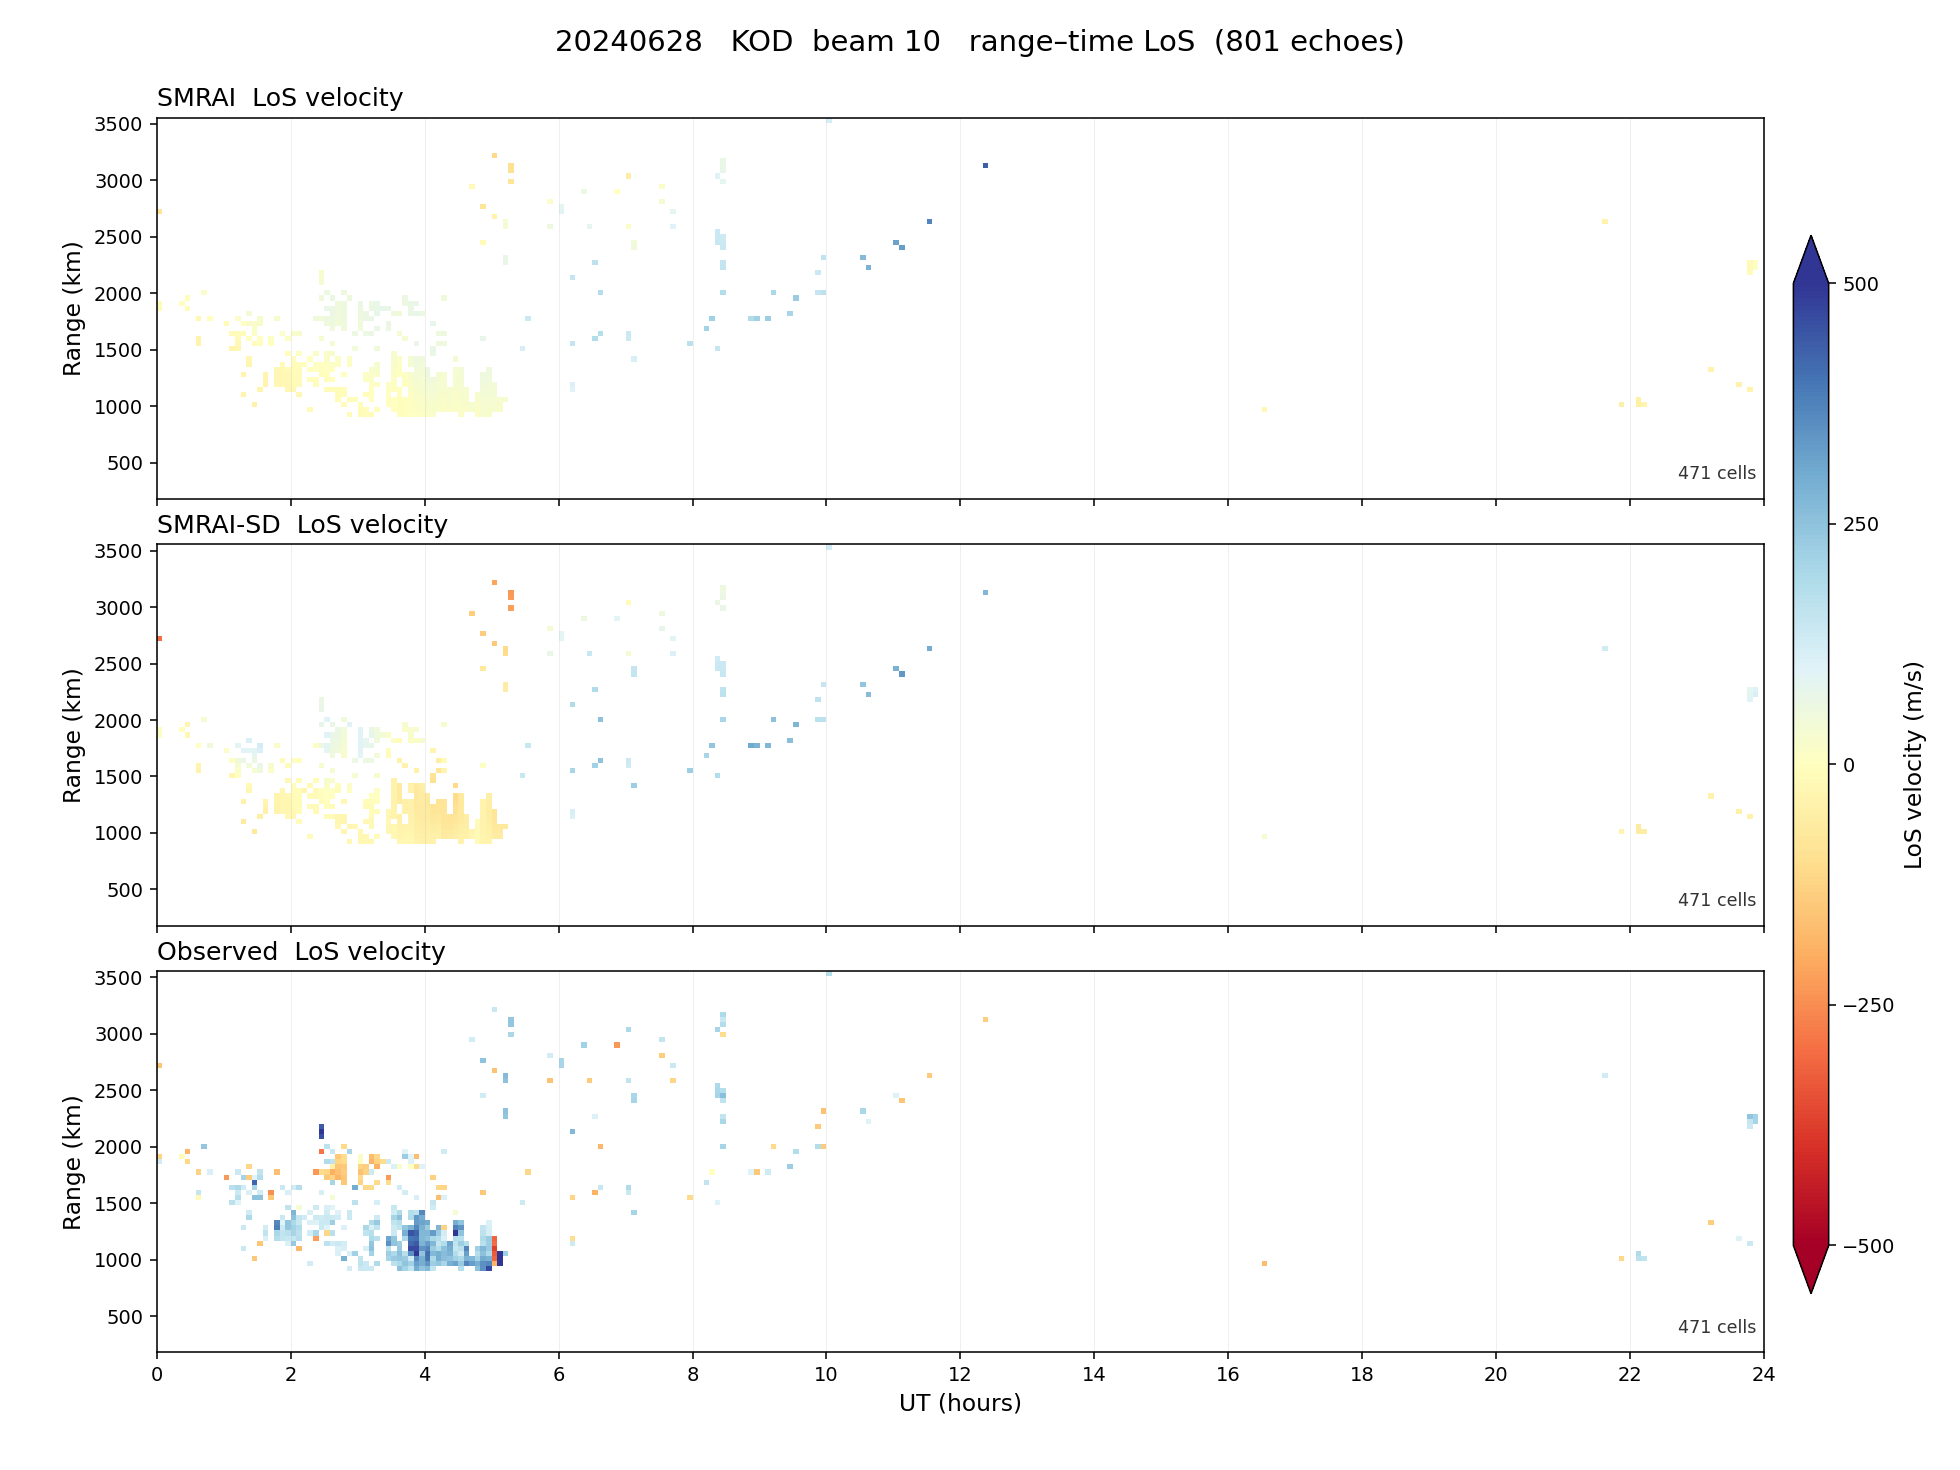 20240628   KOD  beam 10   range–time LoS  (801 echoes)
SMRAI  LoS velocity
3500
3000
2500
2000
1500
1000
500
Range (km)
471 cells
SMRAI-SD  LoS velocity
3500
3000
2500
2000
1500
1000
500
Range (km)
471 cells
Observed  LoS velocity
3500
3000
2500
2000
1500
1000
500
Range (km)
471 cells
0 2 4 6 8 10 12 14 16 18 20 22 24
UT (hours)
500
250
0
−250
−500
LoS velocity (m/s)